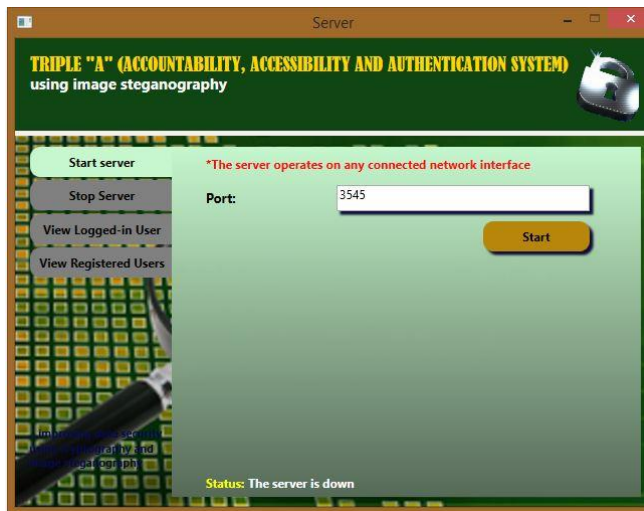 Server
TRIPLE "A" (ACCOUNTABILITY, ACCESSIBILITY AND AUTHENTICATION SYSTEM)
using image steganography
Start server
Stop Server
View Logged-in User
View Registered Users
*The server operates on any connected network interface
Port:
3545
Start
Status: The server is down